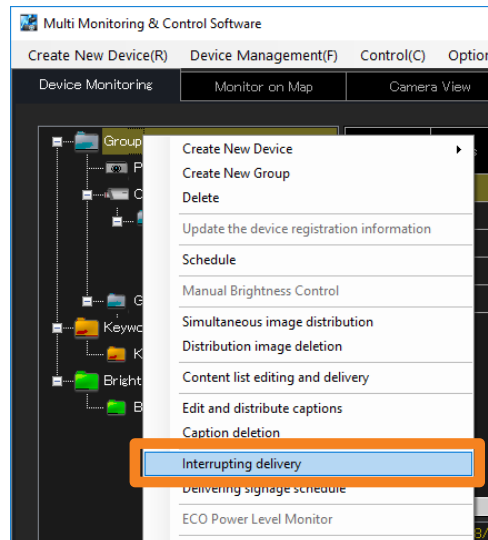 Multi Monitoring & Control Software
Create New Device(R) Device Management(F) Control(C) Option
Device Monitoring Monitor on Map Camera View
Group
Create New Device
Create New Group
Delete
Update the device registration information
Schedule
Manual Brightness Control
Simultaneous image distribution
Distribution image deletion
Keywo
Content list editing and delivery
Bright
Edit and distribute captions
Caption deletion
Interrupting delivery
Delivering signage schedule
ECO Power Level Monitor